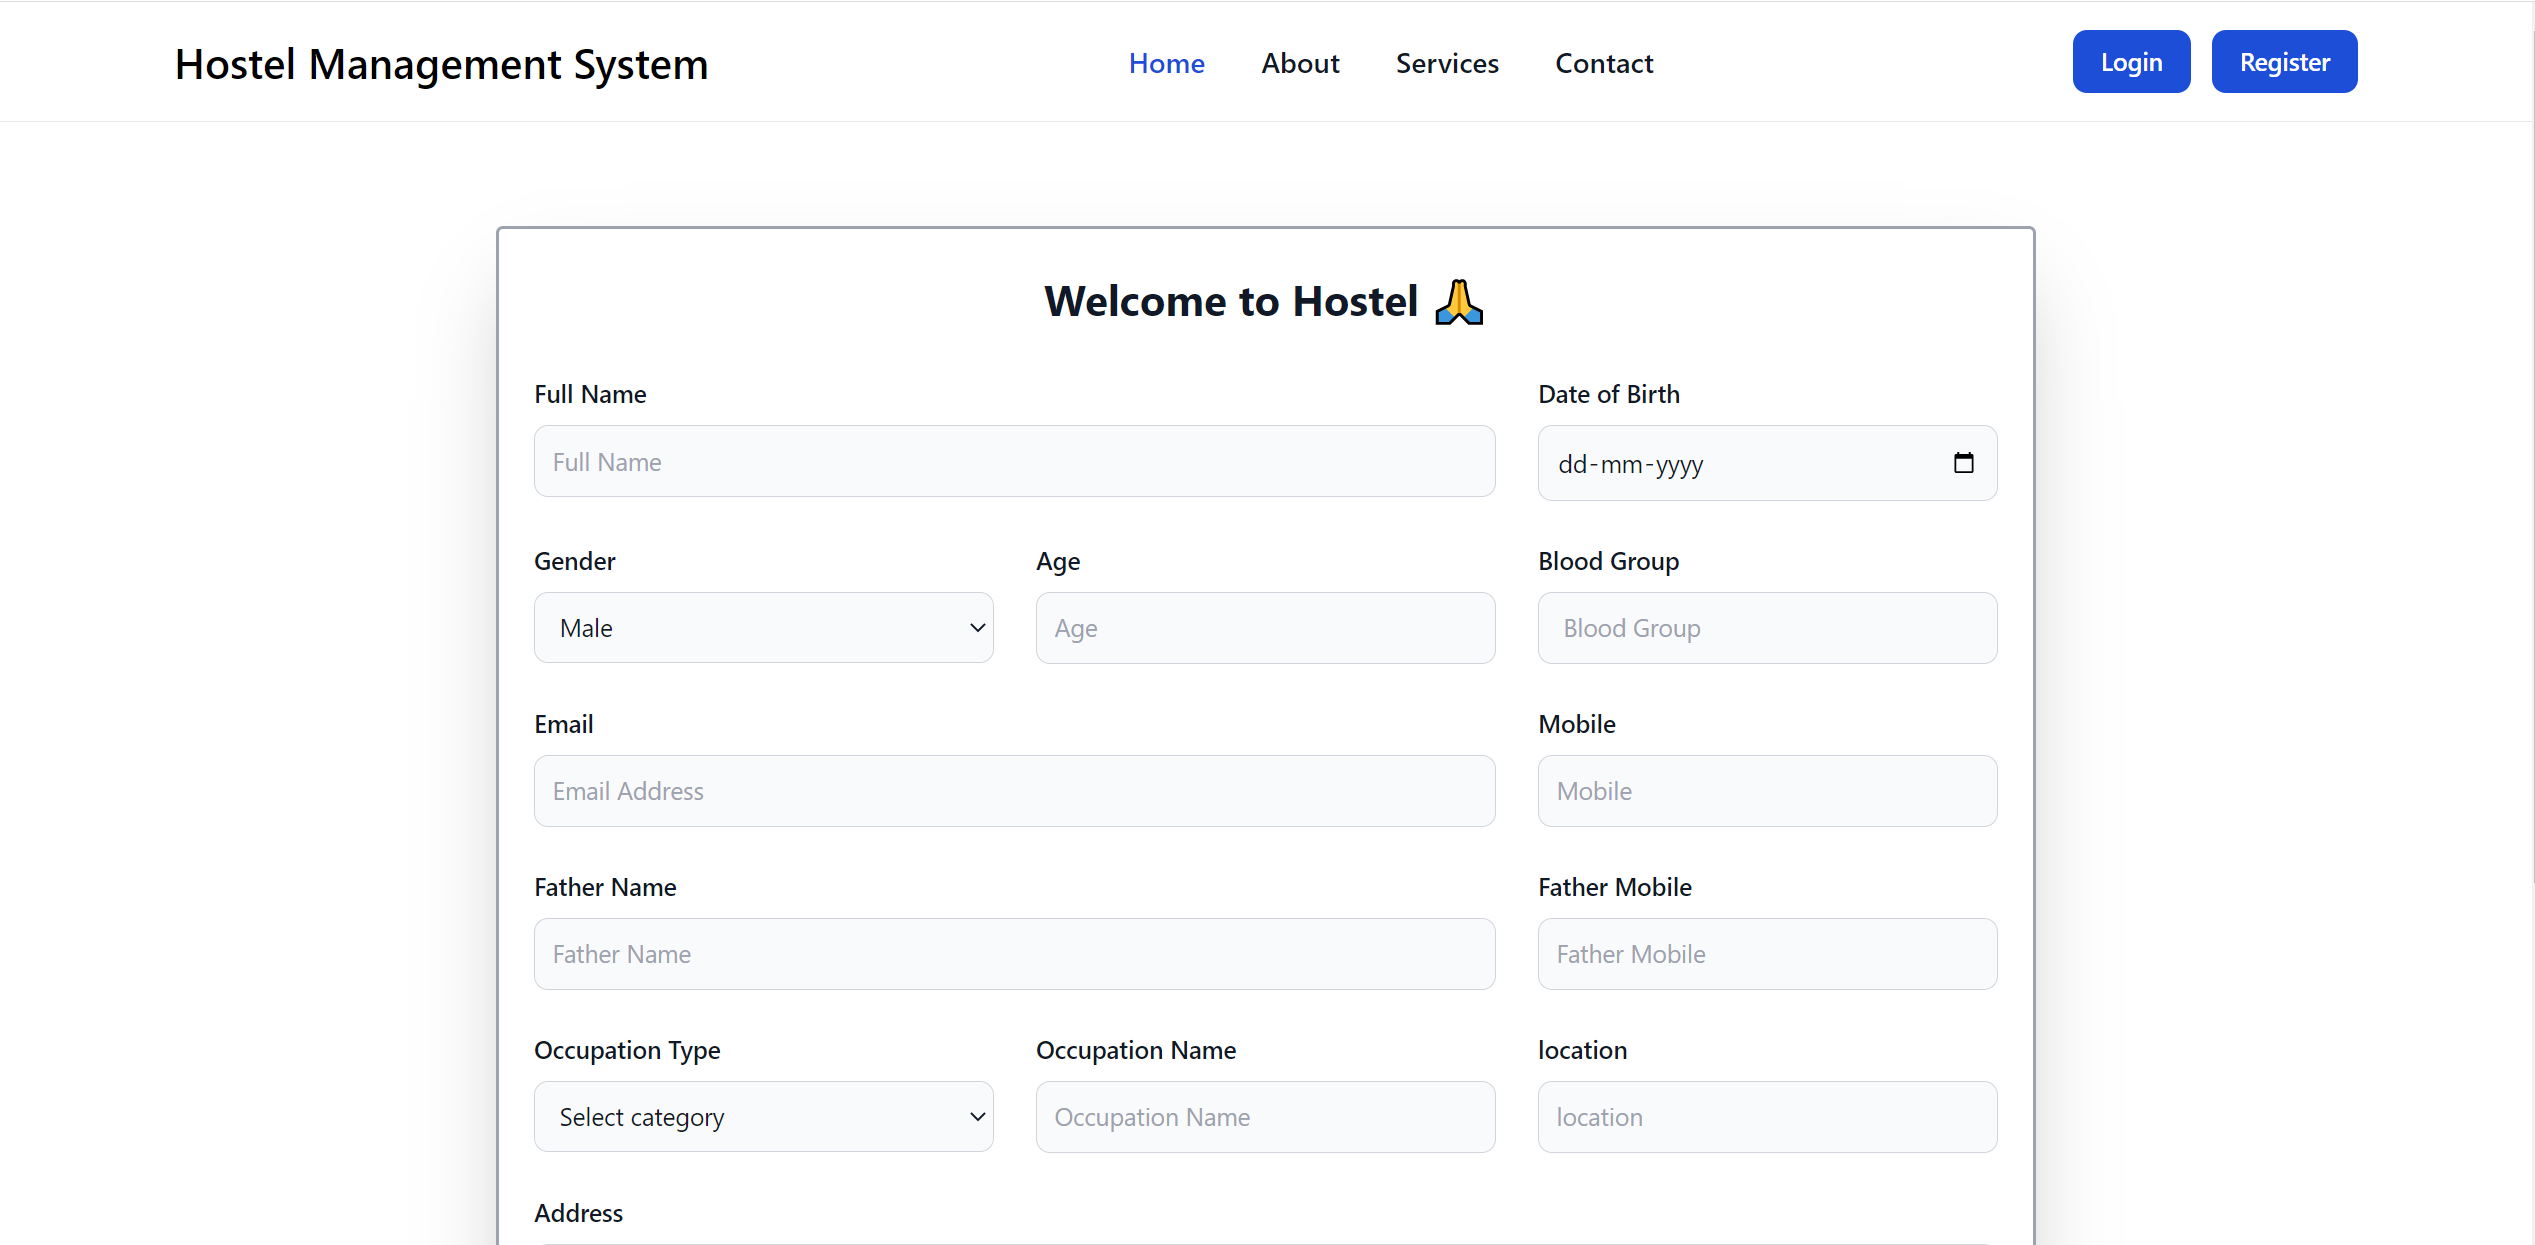 Hostel Management System
Home About Services Contact
Login Register
Welcome to Hostel 🙏
Full Name Date of Birth
Full Name dd-mm-yyyy
Gender Age Blood Group
Male Age Blood Group
Email Mobile
Email Address Mobile
Father Name Father Mobile
Father Name Father Mobile
Occupation Type Occupation Name location
Select category Occupation Name location
Address